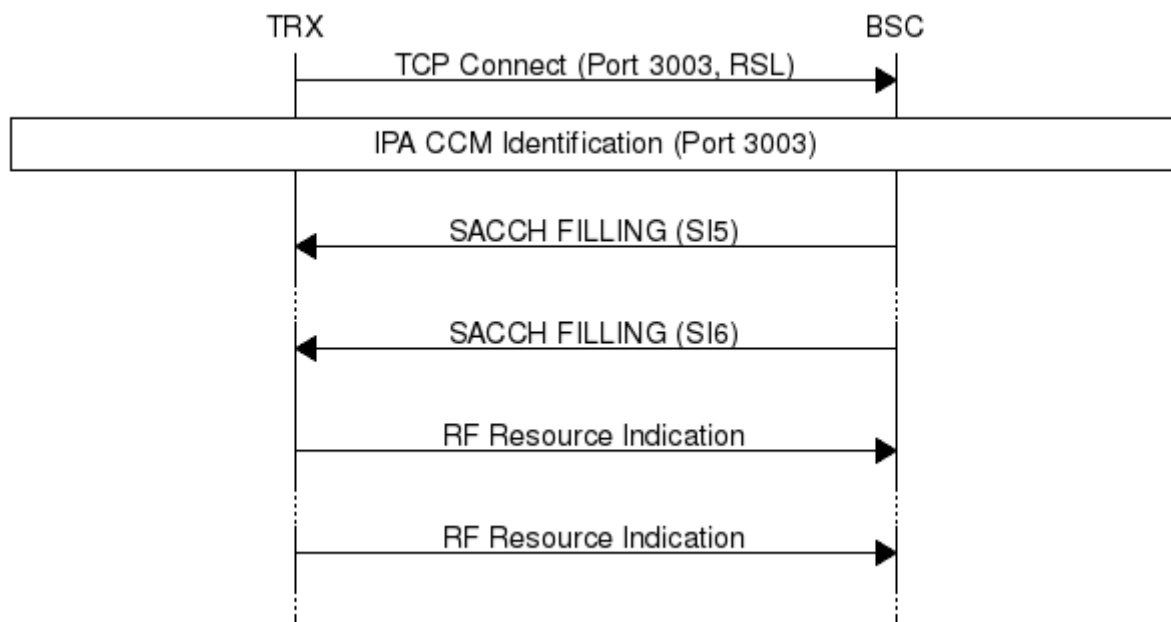 TRX BSC
TCP Connect (Port 3003, RSL)
IPA CCM Identification (Port 3003)
SACCH FILLING (SI5)
SACCH FILLING (SI6)
RF Resource Indication
RF Resource Indication